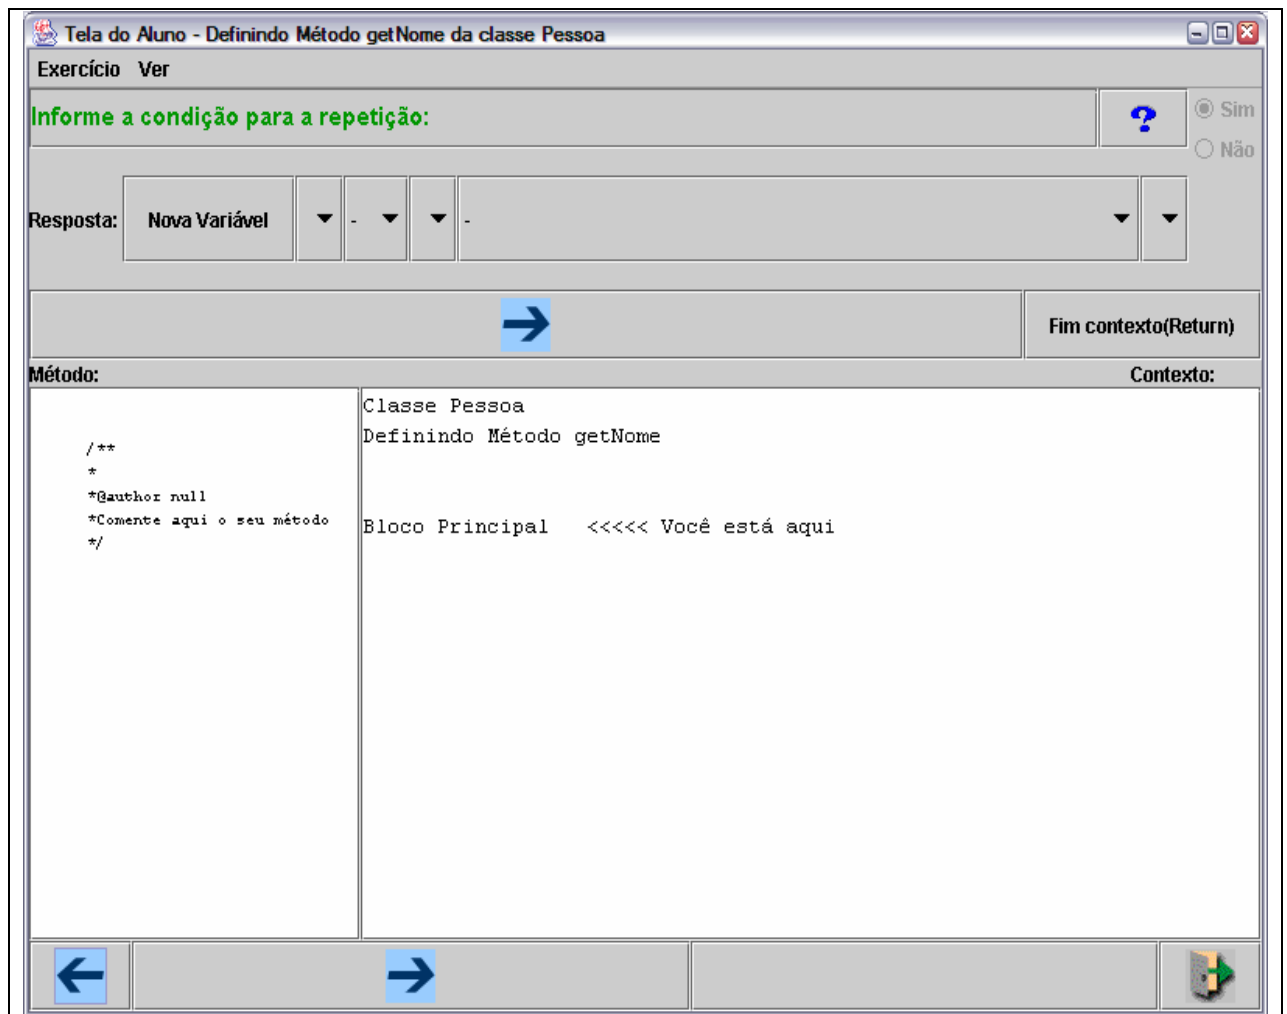 Tela do Aluno - Definindo Método getNome da classe Pessoa
Exercício Ver
Informe a condição para a repetição:
?
Sim
Não
Resposta: Nova Variável - -
Fim contexto(Return)
Método: Contexto:
/**
*
*@author null
*Comente aqui o seu método
*/
Classe Pessoa
Definindo Método getNome
Bloco Principal <<<<< Você está aqui